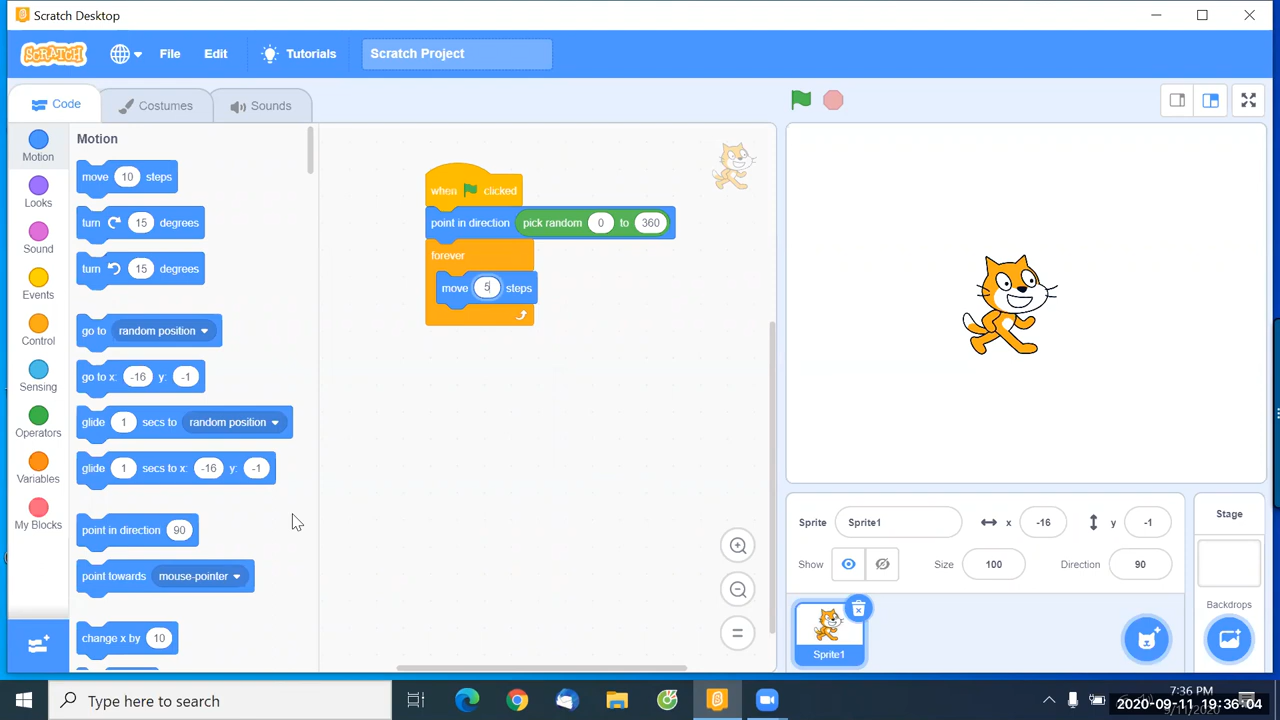 Scratch Desktop
SCRATCH
File
Edit
Tutorials
Scratch Project
Code
Costumes
Sounds
Motion
Looks
Sound
Events
Control
Sensing
Operators
Variables
My Blocks
Motion
move 10 steps
turn 15 degrees
turn 15 degrees
go to random position
go to x: -16 y: -1
glide 1 secs to random position
glide 1 secs to x: -16 y: -1
point in direction 90
point towards mouse-pointer
change x by 10
when clicked
point in direction pick random 0 to 360
forever
move 5 steps
Sprite Sprite1 x -16 y -1
Show Size 100 Direction 90
Sprite1
Stage
Backdrops
Type here to search
7:36 PM
2020-09-11 19:36:04